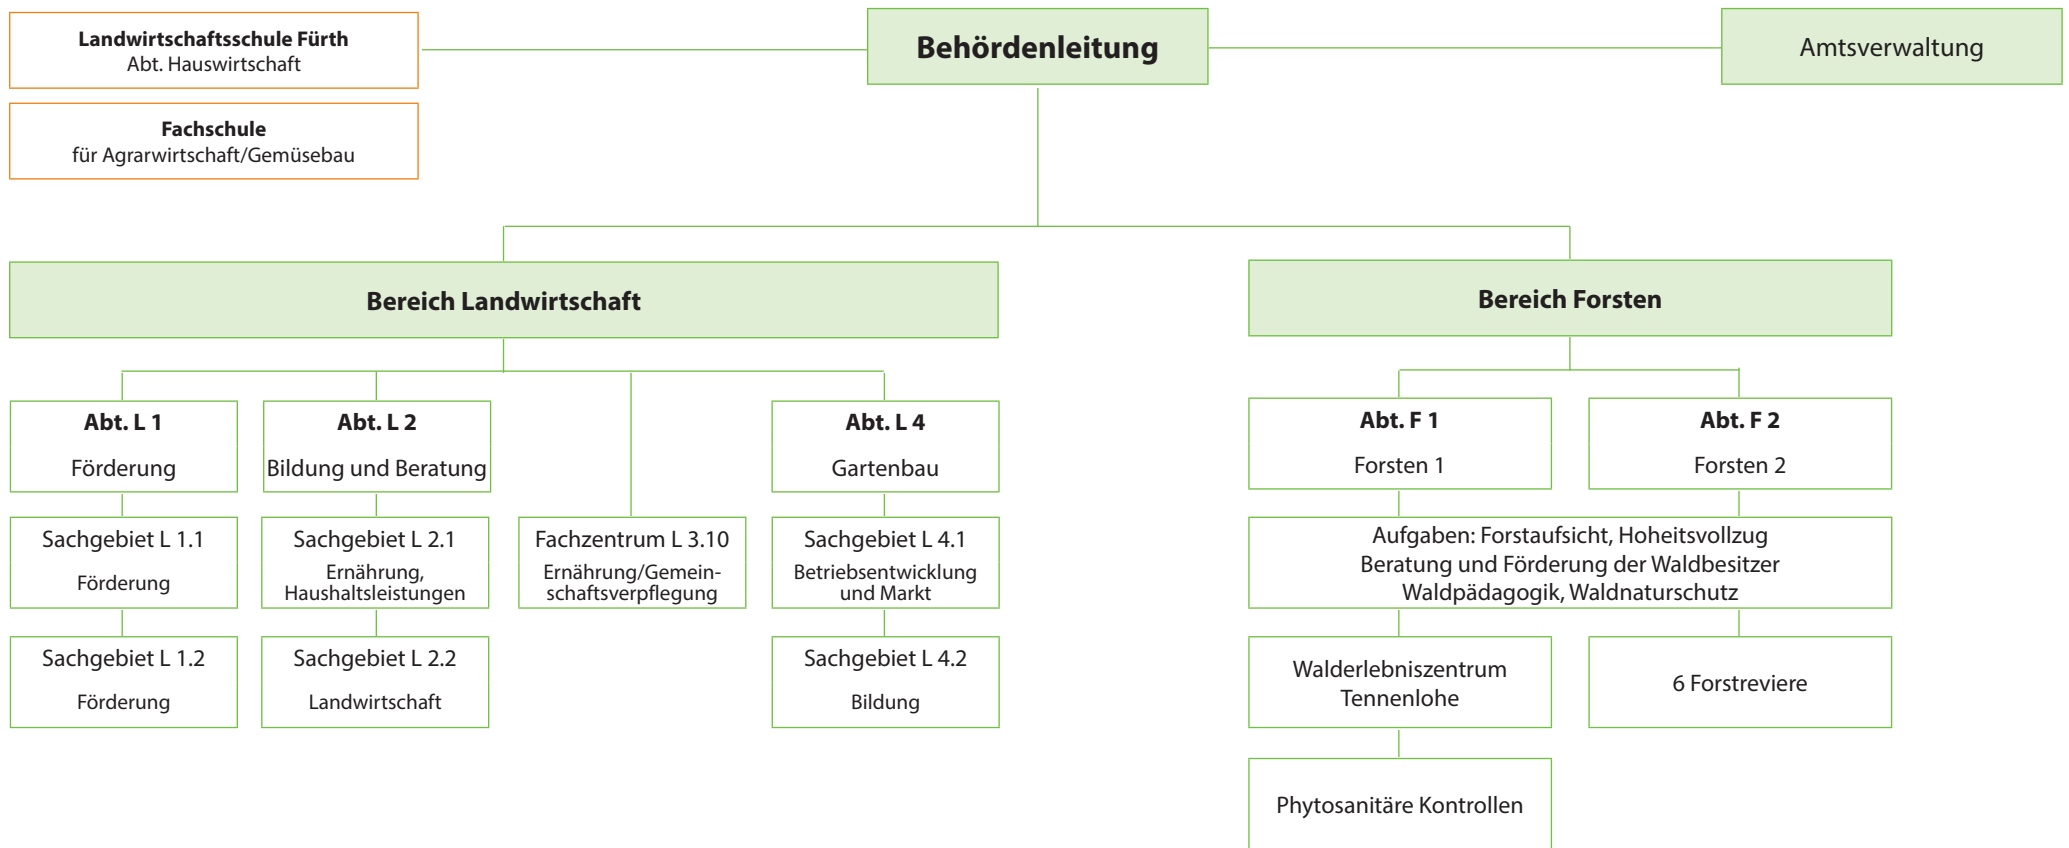 Landwirtschaftsschule Fürth
Abt. Hauswirtschaft
Behördenleitung
Amtsverwaltung
Fachschule
für Agrarwirtschaft/Gemüsebau
Bereich Landwirtschaft
Bereich Forsten
Abt. L 1
Förderung
Abt. L 2
Bildung und Beratung
Abt. L 4
Gartenbau
Abt. F 1
Forsten 1
Abt. F 2
Forsten 2
Sachgebiet L 1.1
Förderung
Sachgebiet L 2.1
Ernährung,
Haushaltsleistungen
Fachzentrum L 3.10
Ernährung/Gemein-
schaftsverpflegung
Sachgebiet L 4.1
Betriebsentwicklung
und Markt
Aufgaben: Forstaufsicht, Hoheitsvollzug
Beratung und Förderung der Waldbesitzer
Waldpädagogik, Waldnaturschutz
Sachgebiet L 1.2
Förderung
Sachgebiet L 2.2
Landwirtschaft
Sachgebiet L 4.2
Bildung
Walderlebniszentrum
Tennenlohe
6 Forstreviere
Phytosanitäre Kontrollen